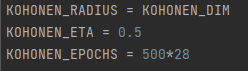 KOHONEN_RADIUS = KOHONEN_DIM
KOHONEN_ETA = 0.5
KOHONEN_EPOCHS = 500*28